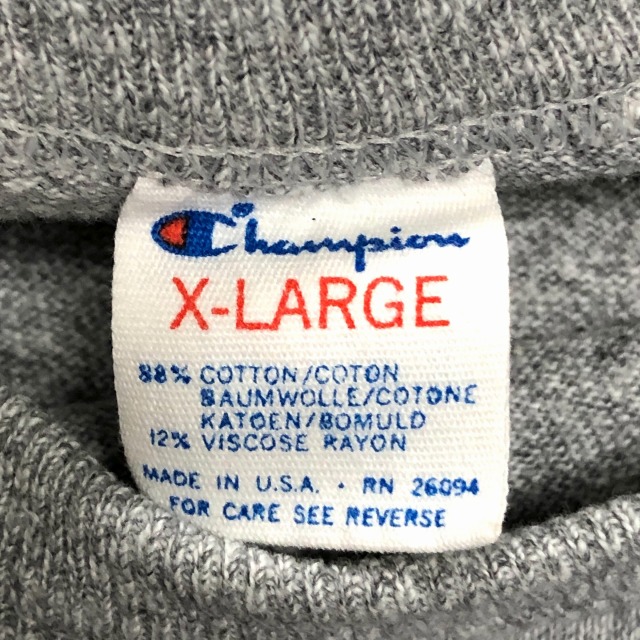 Champion
X-LARGE
88% COTTON/COTON
BAUMWOLLE/COTONE
KATOEN/BOMULD
12% VISCOSE RAYON
MADE IN U.S.A. · RN 26094
FOR CARE SEE REVERSE